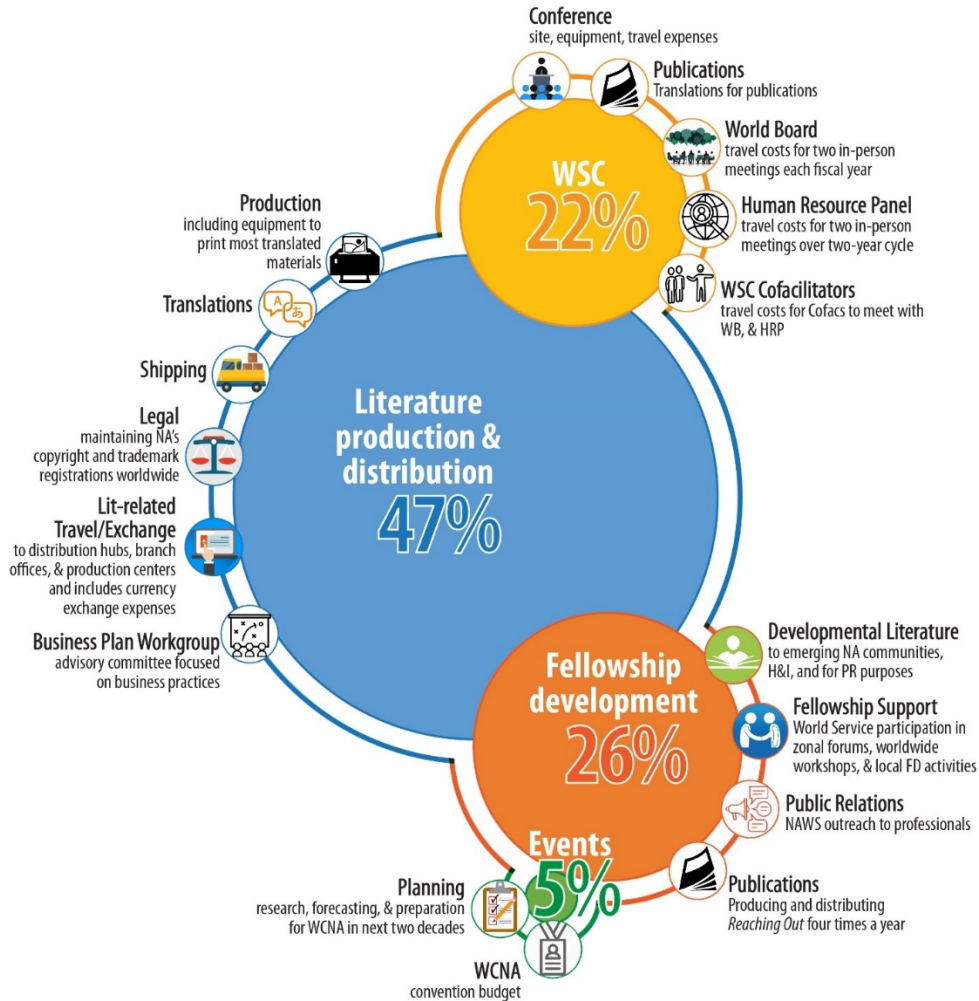 Conference
site, equipment, travel expenses
Publications
Translations for publications
World Board
travel costs for two in-person
meetings each fiscal year
Human Resource Panel
travel costs for two in-person
meetings over two-year cycle
WSC Cofacilitators
travel costs for Cofacs to meet with
WB, & HRP
WSC
22%
Production
including equipment to
print most translated
materials
Translations
A
あ
Shipping
Legal
maintaining NA's
copyright and trademark
registrations worldwide
Lit-related
Travel/Exchange
to distribution hubs, branch
offices, & production centers
and includes currency
exchange expenses
Business Plan Workgroup
advisory committee focused
on business practices
Literature
production &
distribution
47%
Fellowship
development
26%
Developmental Literature
to emerging NA communities,
H&I, and for PR purposes
Fellowship Support
World Service participation in
zonal forums, worldwide
workshops, & local FD activities
Public Relations
NAWS outreach to professionals
Publications
Producing and distributing
Reaching Out four times a year
Events
5%
Planning
research, forecasting, & preparation
for WCNA in next two decades
WCNA
convention budget